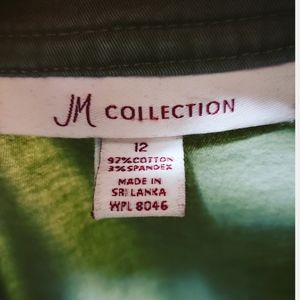 JM COLLECTION
12
97%COTTON
3%SPANDEX
MADE IN
SRI LANKA
WPL 8046